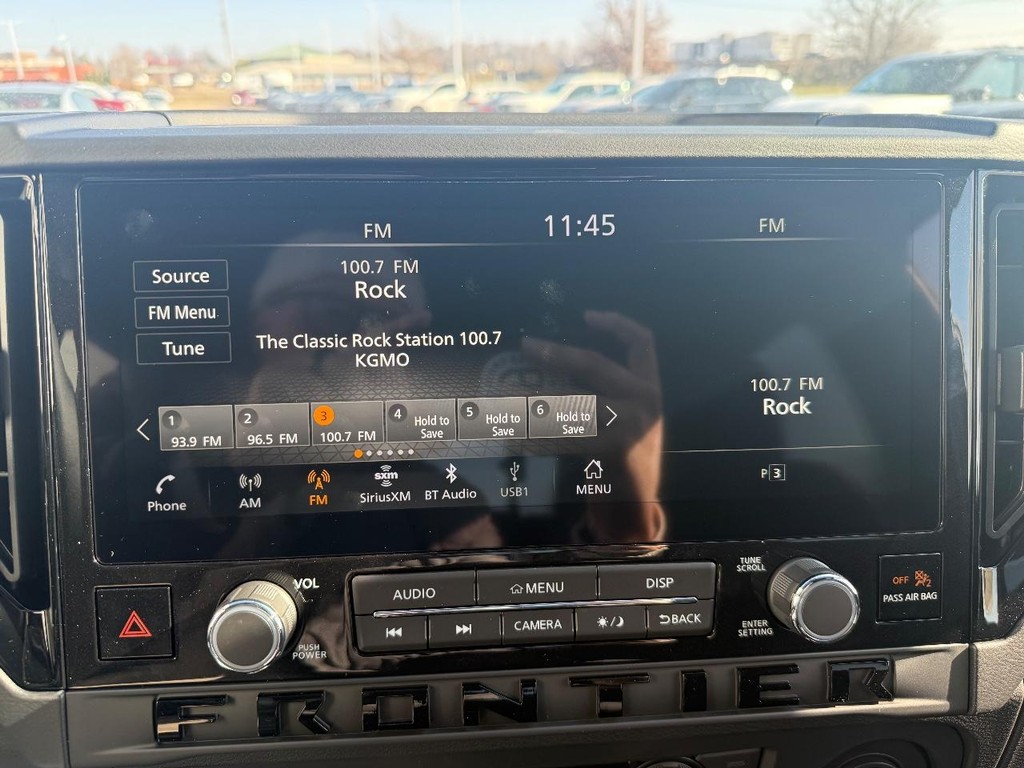 FM 11:45 FM
100.7 FM
Rock
Source
FM Menu
Tune
The Classic Rock Station 100.7
KGMO
1 93.9 FM
2 96.5 FM
3 100.7 FM
4 Hold to
Save
5 Hold to
Save
6 Hold to
Save
100.7 FM
Rock
P 3
Phone
AM
FM
sxm
SiriusXM
BT Audio
USB1
MENU
VOL
PUSH
POWER
AUDIO
MENU
DISP
CAMERA
BACK
TUNE
SCROLL
ENTER
SETTING
OFF 2
PASS AIR BAG
FRONTIER